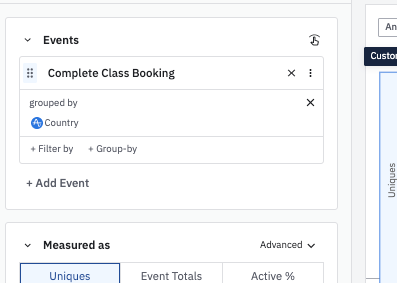 An
Events
Custo
Complete Class Booking
grouped by
Country
+ Filter by + Group-by
+ Add Event
Uniques
Measured as
Advanced
Uniques Event Totals Active %